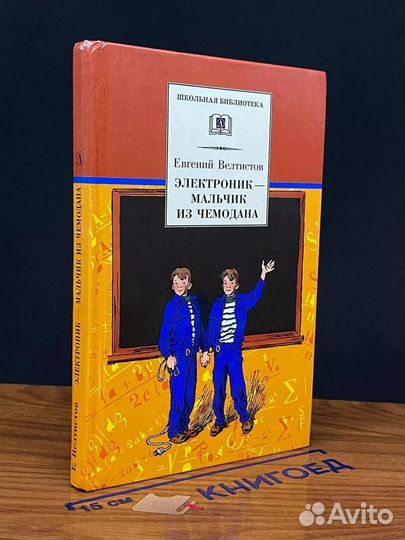 ШКОЛЬНАЯ БИБЛИОТЕКА
Евгений Велтистов
ЭЛЕКТРОНИК —
МАЛЬЧИК
ИЗ ЧЕМОДАНА
Е. Велтистов ЭЛЕКТРОНИК — МАЛЬЧИК ИЗ ЧЕМОДАНА
15 см
КНИГОЕД
Avito